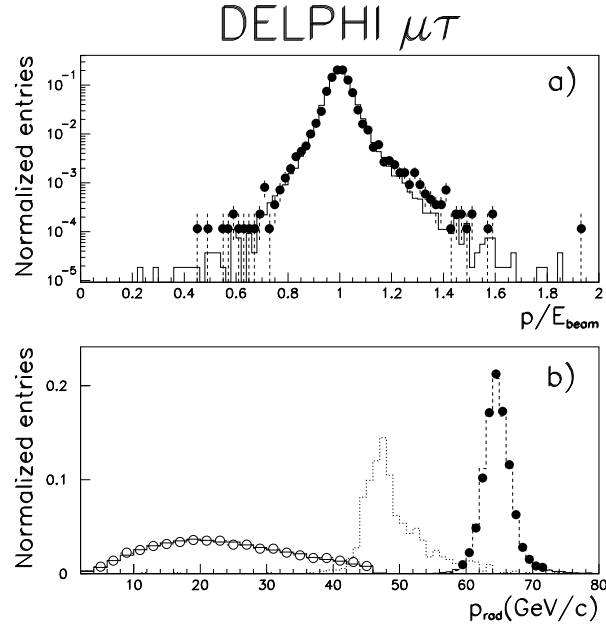 DELPHI μτ
Normalized entries
a)
10⁻¹
10⁻²
10⁻³
10⁻⁴
10⁻⁵
0 0.2 0.4 0.6 0.8 1 1.2 1.4 1.6 1.8 2
p/E_beam
Normalized entries
b)
0.2
0.1
0
0 10 20 30 40 50 60 70 80
p_rad(GeV/c)